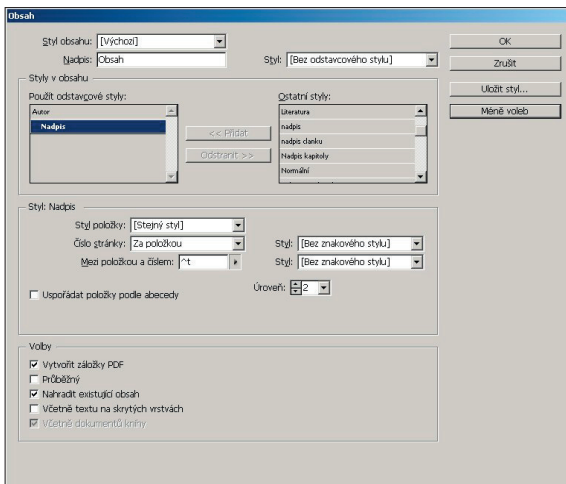 Obsah
Styl obsahu: [Výchozí]
Nadpis: Obsah Styl: [Bez odstavcového stylu]
OK
Zrušit
Uložit styl...
Méně voleb
Styly v obsahu
Použít odstavcové styly: Ostatní styly:
Autor
Nadpis
<< Přidat
Odstranit >>
Literatura
nadpis
nadpis clanku
Nadpis kapitoly
Normální
Styl: Nadpis
Styl položky: [Stejný styl]
Číslo stránky: Za položkou Styl: [Bez znakového stylu]
Mezi položkou a číslem: ^t Styl: [Bez znakového stylu]
Uspořádat položky podle abecedy Úroveň: 2
Volby
Vytvořit záložky PDF
Průběžný
Nahradit existující obsah
Včetně textu na skrytých vrstvách
Včetně dokumentů knihy